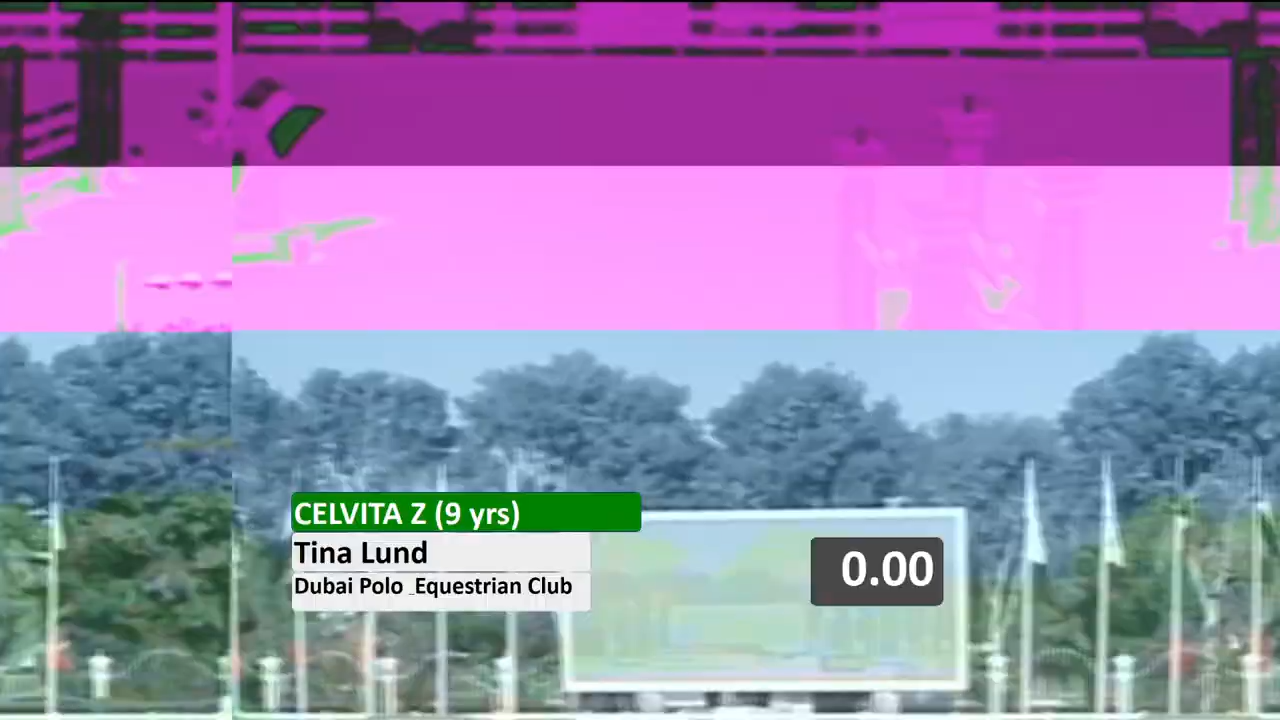 CELVITA Z (9 yrs)
Tina Lund
Dubai Polo _Equestrian Club
0.00